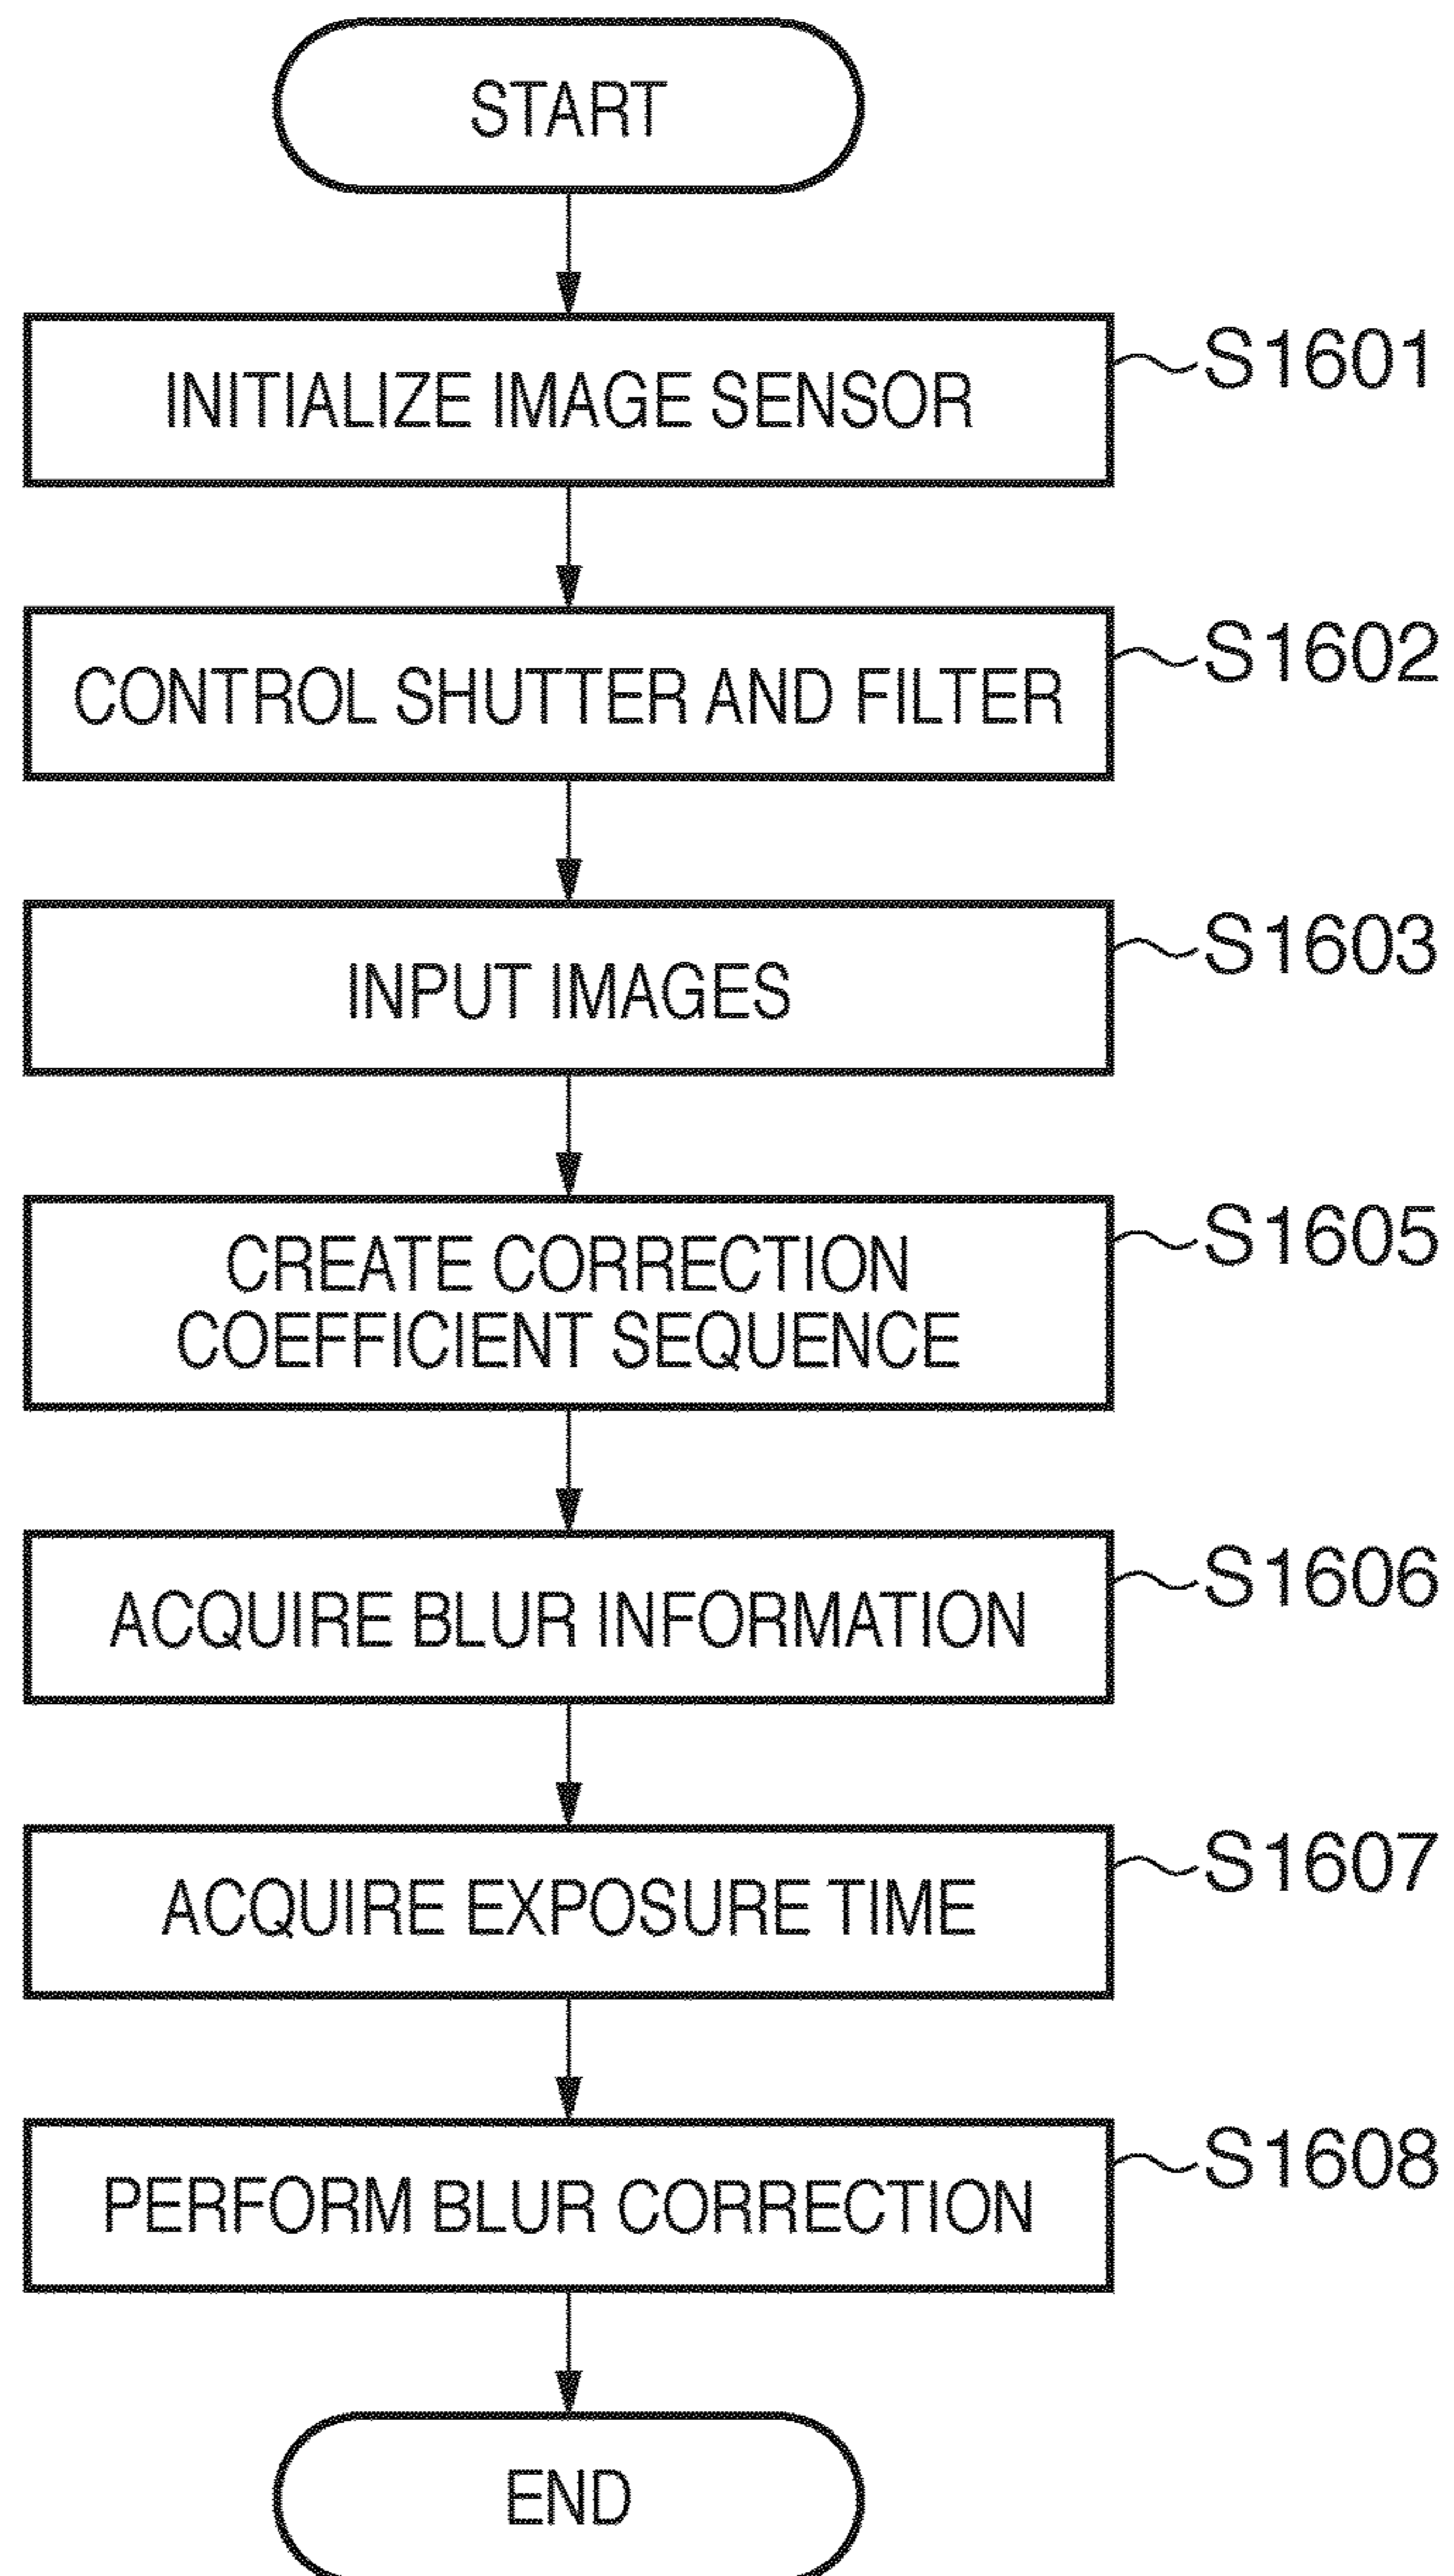 START
INITIALIZE IMAGE SENSOR
S1601
CONTROL SHUTTER AND FILTER
S1602
INPUT IMAGES
S1603
CREATE CORRECTION
COEFFICIENT SEQUENCE
S1605
ACQUIRE BLUR INFORMATION
S1606
ACQUIRE EXPOSURE TIME
S1607
PERFORM BLUR CORRECTION
S1608
END